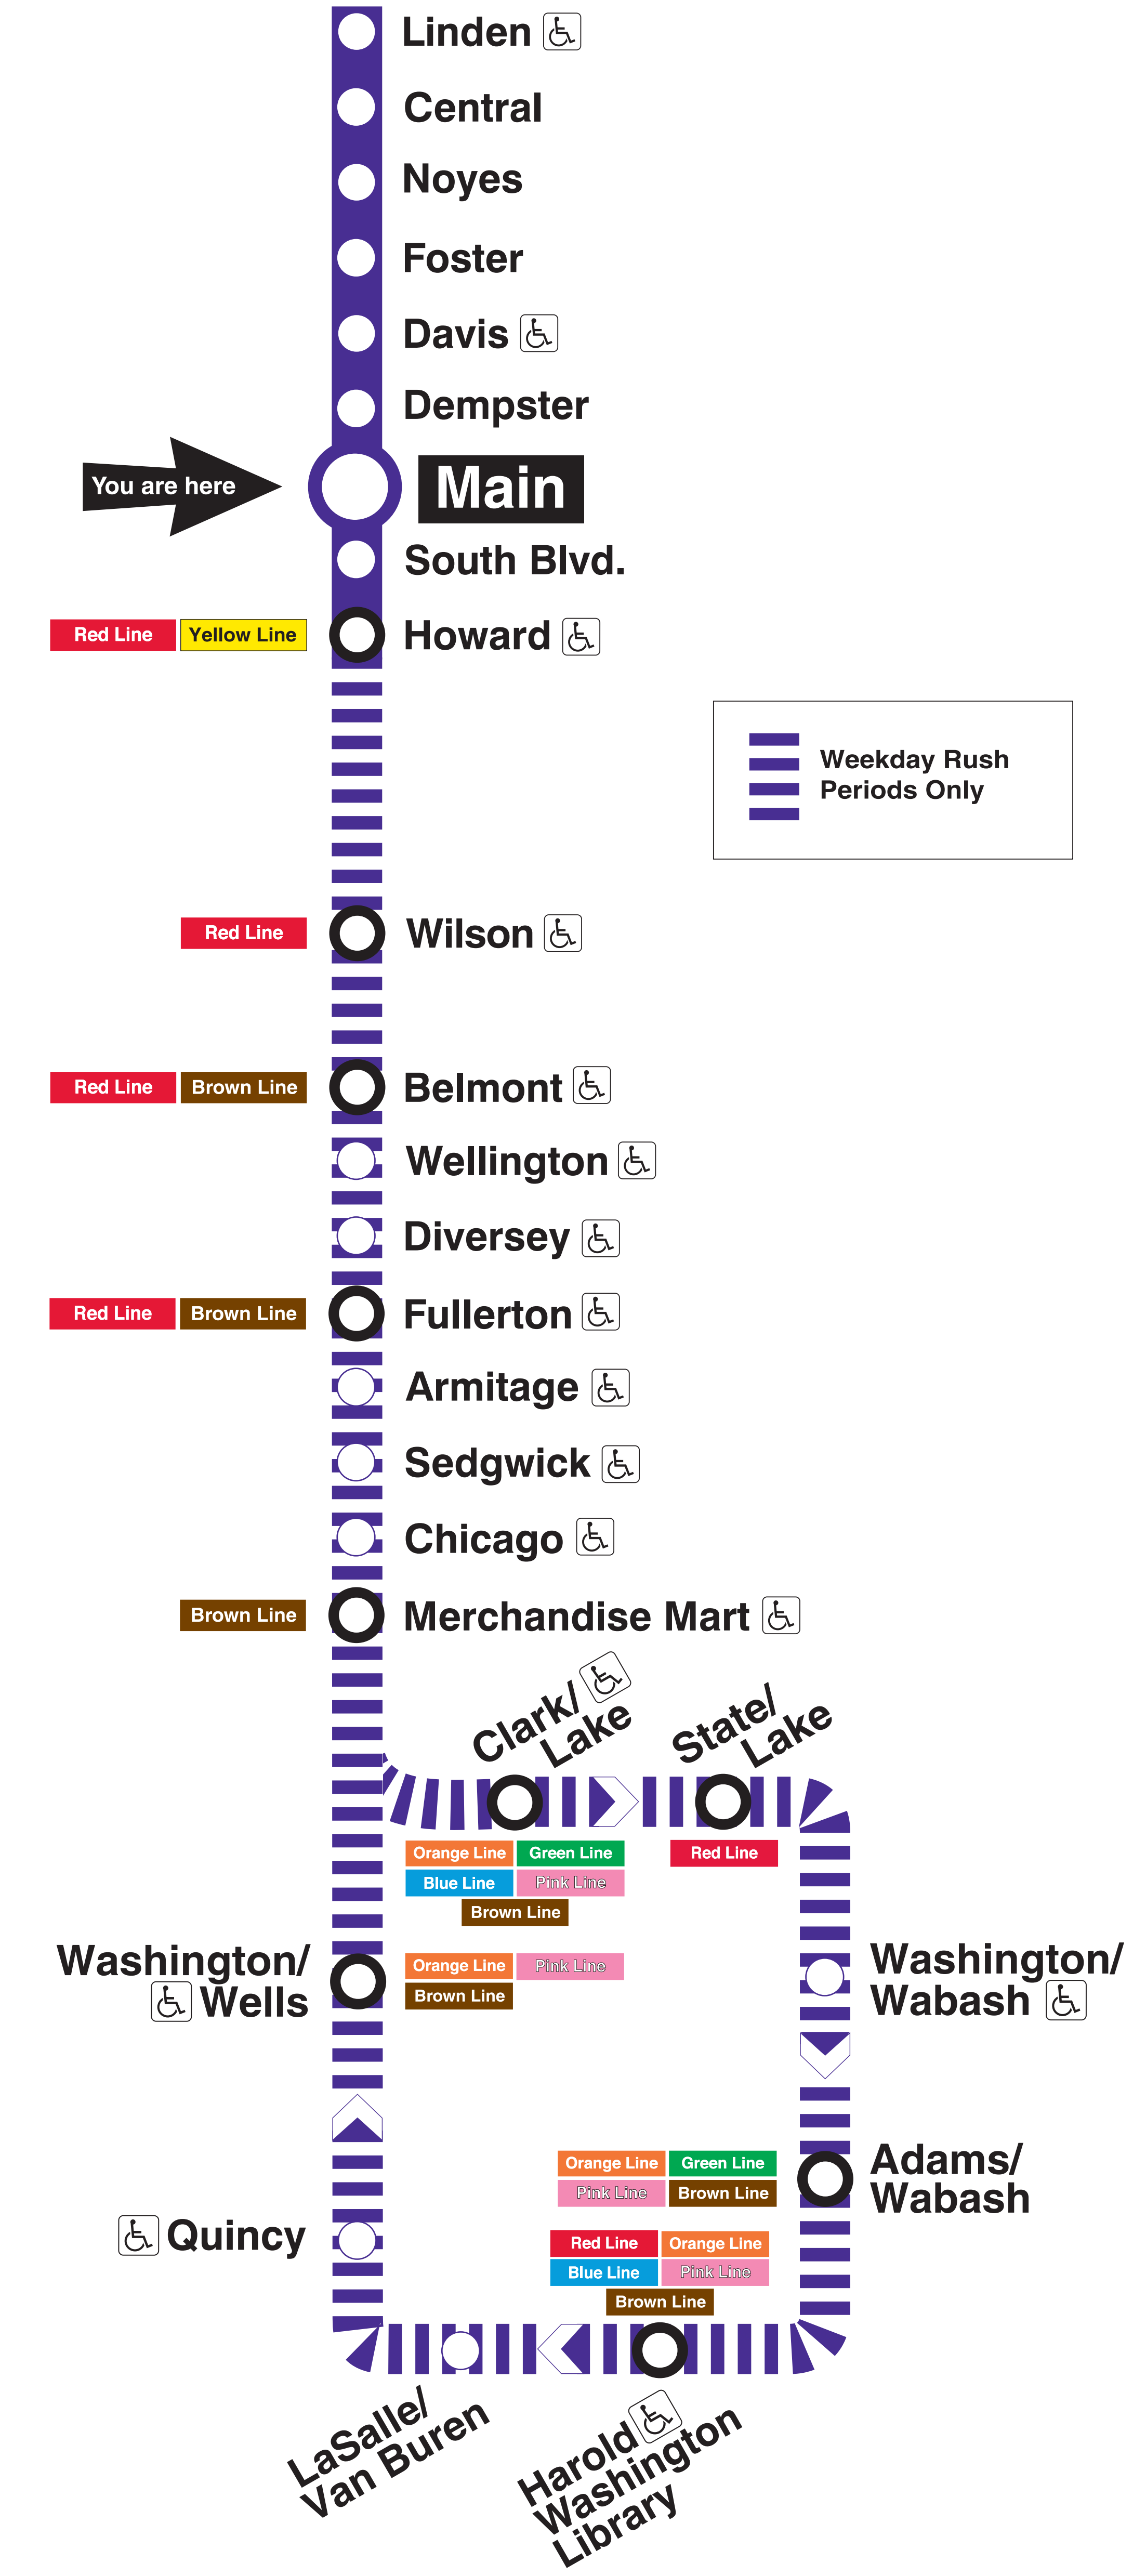 Linden
Central
Noyes
Foster
Davis
Dempster
You are here
Main
South Blvd.
Red Line
Yellow Line
Howard
Weekday Rush
Periods Only
Red Line
Wilson
Red Line
Brown Line
Belmont
Wellington
Diversey
Red Line
Brown Line
Fullerton
Armitage
Sedgwick
Chicago
Brown Line
Merchandise Mart
Clark/
Lake
State/
Lake
Orange Line
Green Line
Blue Line
Pink Line
Brown Line
Red Line
Washington/
Wells
Orange Line
Pink Line
Brown Line
Washington/
Wabash
Orange Line
Green Line
Pink Line
Brown Line
Adams/
Wabash
Quincy
Red Line
Orange Line
Blue Line
Pink Line
Brown Line
LaSalle/
Van Buren
Harold
Washington
Library